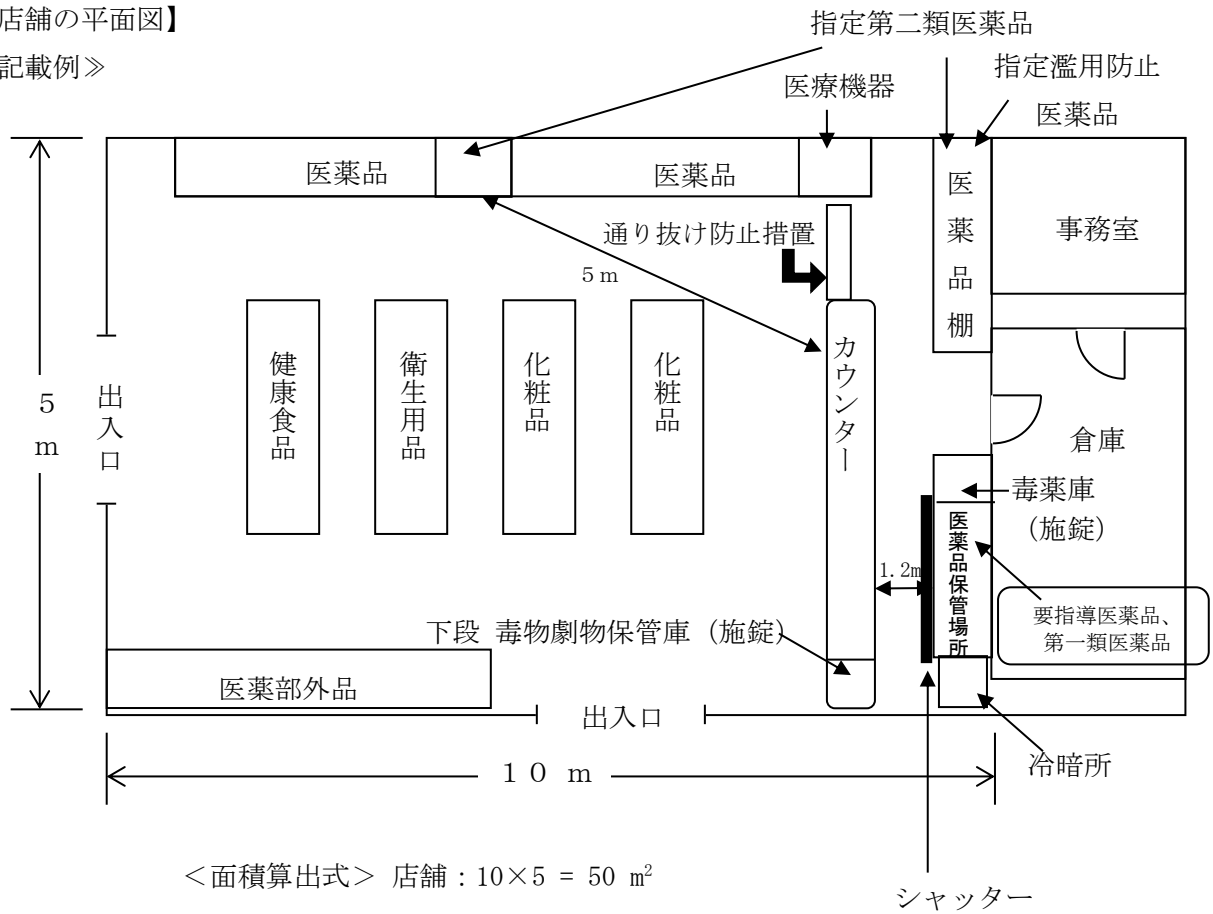 店舗の平面図】
記載例≫
指定第二類医薬品
指定濫用防止
医薬品
医療機器
医薬品
医薬品
医薬品棚
事務室
通り抜け防止措置
5m
健康食品
衛生用品
化粧品
化粧品
カウンター
出入口
5m
倉庫
毒薬庫
（施錠）
医薬品保管場所
1.2m
要指導医薬品、
第一類医薬品
下段 毒物劇物保管庫（施錠）
医薬部外品
出入口
冷暗所
10 m
＜面積算出式＞ 店舗：10×5 = 50 m²
シャッター